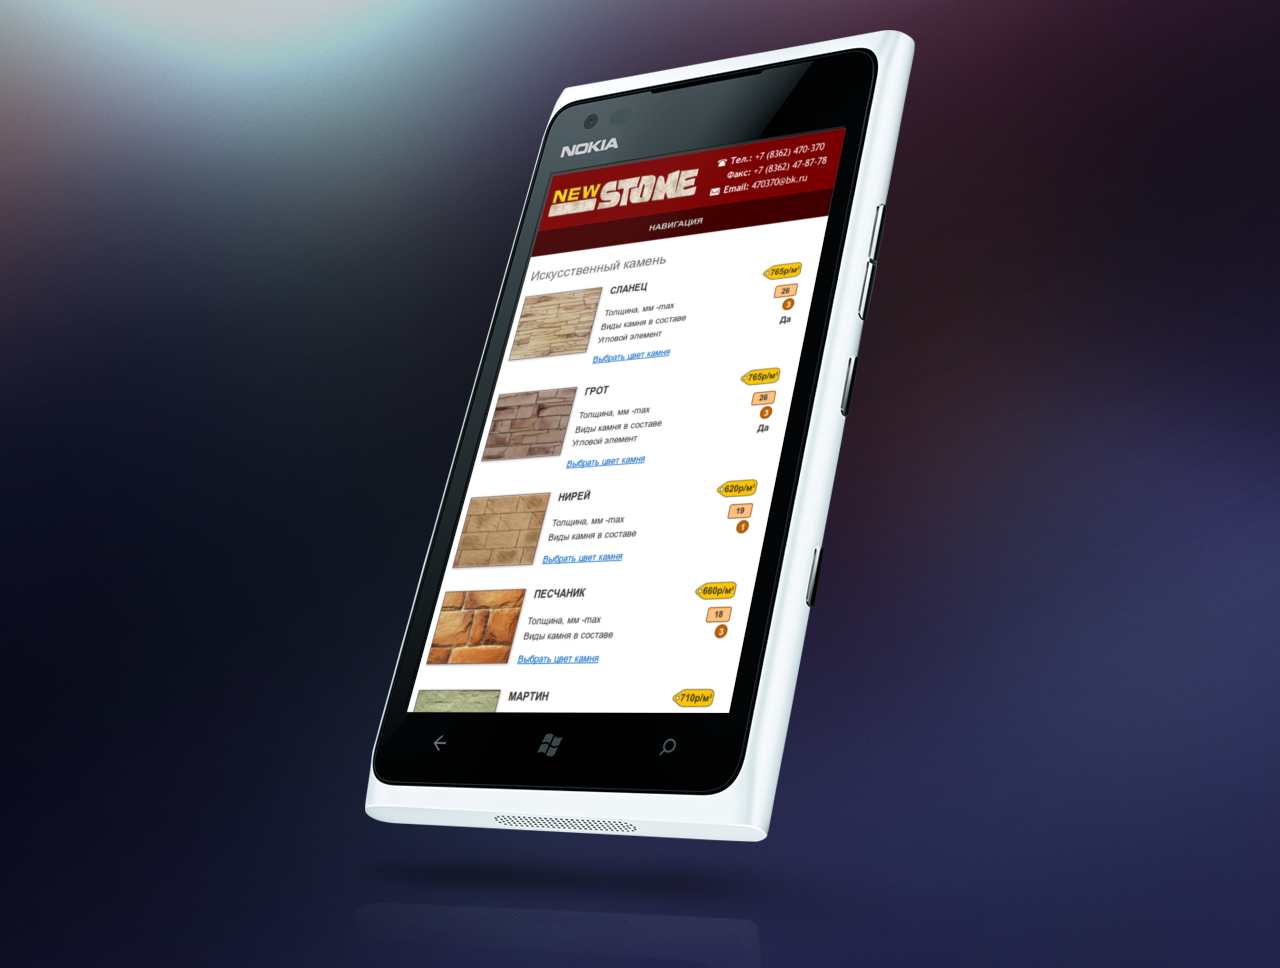 NOKIA
NEW STONE
Тел.: +7 (8362) 470-370
Факс: +7 (8362) 47-87-78
Email: 470370@bk.ru
НАВИГАЦИЯ
Искусственный камень
СЛАНЕЦ
765р/м²
Толщина, мм -max
26
Виды камня в составе
3
Угловой элемент
Да
Выбрать цвет камня
ГРОТ
765р/м²
Толщина, мм -max
26
Виды камня в составе
3
Угловой элемент
Да
Выбрать цвет камня
НИРЕЙ
620р/м²
Толщина, мм -max
19
Виды камня в составе
1
Выбрать цвет камня
ПЕСЧАНИК
660р/м²
Толщина, мм -max
18
Виды камня в составе
3
Выбрать цвет камня
МАРТИН
710р/м²